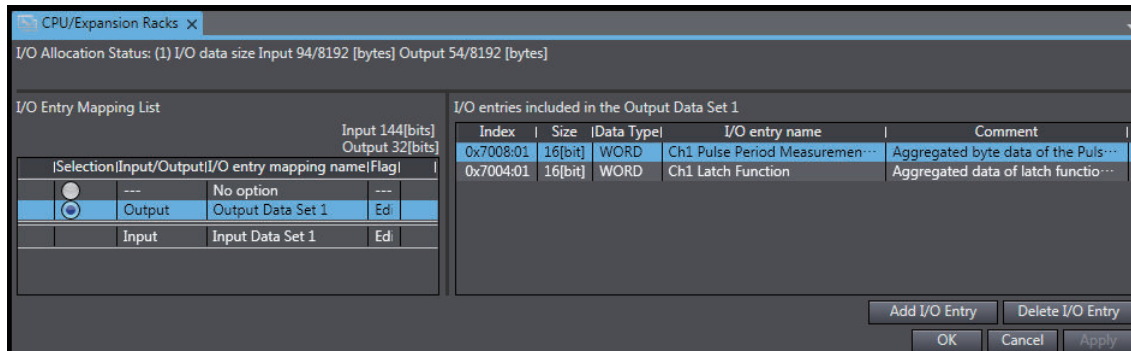 CPU/Expansion Racks
I/O Allocation Status: (1) I/O data size Input 94/8192 [bytes] Output 54/8192 [bytes]
I/O Entry Mapping List
Input 144[bits]
Output 32[bits]
Selection Input/Output I/O entry mapping name Flag
--- No option ---
Output Output Data Set 1 Edi
Input Input Data Set 1 Edi
I/O entries included in the Output Data Set 1
Index Size Data Type I/O entry name Comment
0x7008:01 16[bit] WORD Ch1 Pulse Period Measuremen··· Aggregated byte data of the Puls···
0x7004:01 16[bit] WORD Ch1 Latch Function Aggregated data of latch functio···
Add I/O Entry Delete I/O Entry
OK Cancel Apply